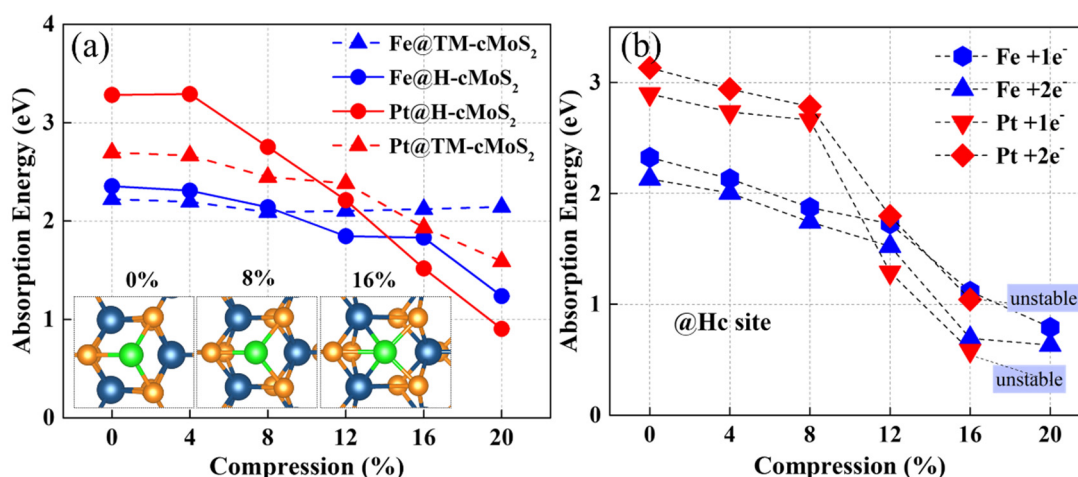 (a)
Fe@TM-cMoS₂
Fe@H-cMoS₂
Pt@H-cMoS₂
Pt@TM-cMoS₂
Absorption Energy (eV)
4
3
2
1
0
0%
8%
16%
0 4 8 12 16 20
Compression (%)
(b)
Fe +1e⁻
Fe +2e⁻
Pt +1e⁻
Pt +2e⁻
Absorption Energy (eV)
3
2
1
0
@Hc site
unstable
unstable
0 4 8 12 16 20
Compression (%)